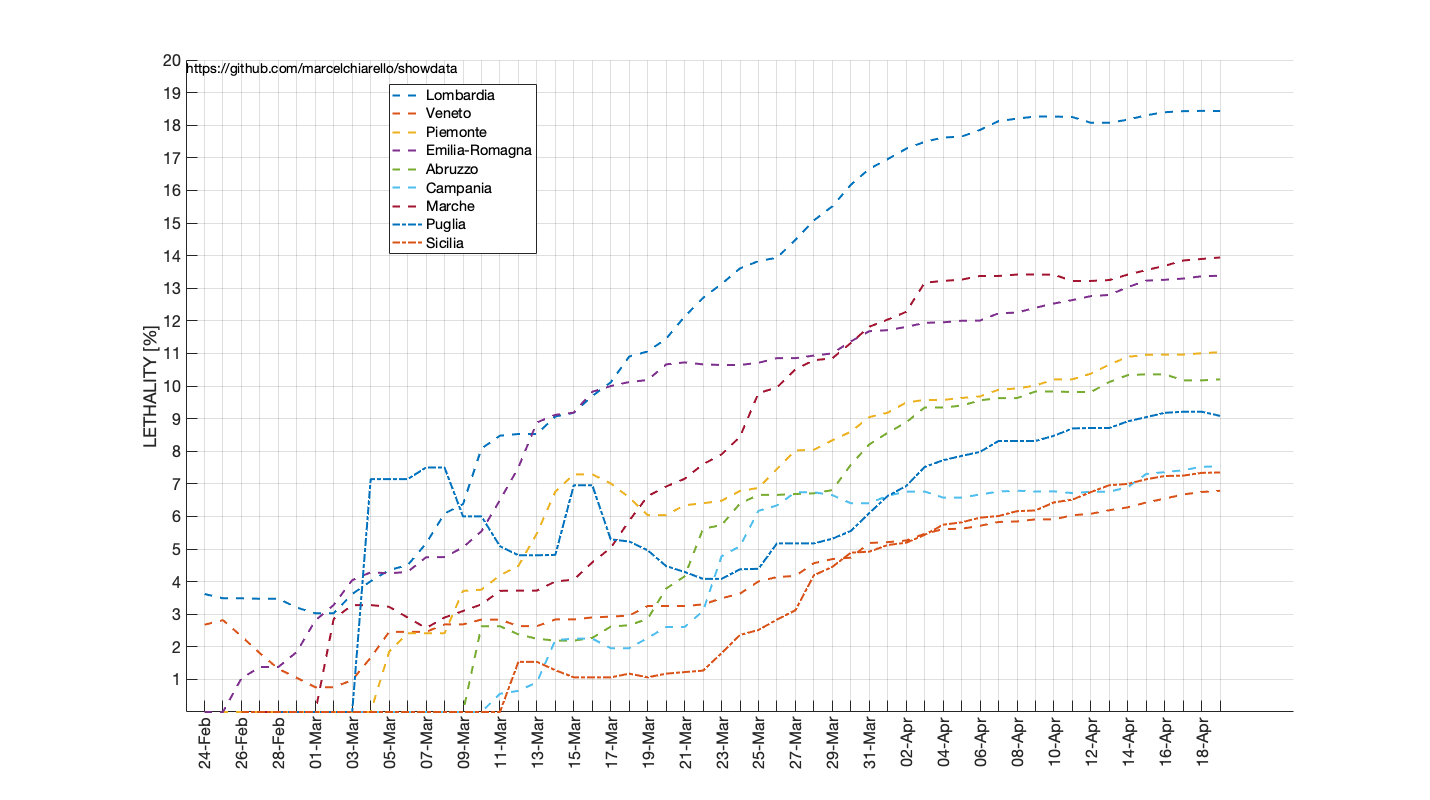 https://github.com/marcelchiarello/showdata
Lombardia
Veneto
Piemonte
Emilia-Romagna
Abruzzo
Campania
Marche
Puglia
Sicilia
LETHALITY [%]
20
19
18
17
16
15
14
13
12
11
10
9
8
7
6
5
4
3
2
1
24-Feb
26-Feb
28-Feb
01-Mar
03-Mar
05-Mar
07-Mar
09-Mar
11-Mar
13-Mar
15-Mar
17-Mar
19-Mar
21-Mar
23-Mar
25-Mar
27-Mar
29-Mar
31-Mar
02-Apr
04-Apr
06-Apr
08-Apr
10-Apr
12-Apr
14-Apr
16-Apr
18-Apr